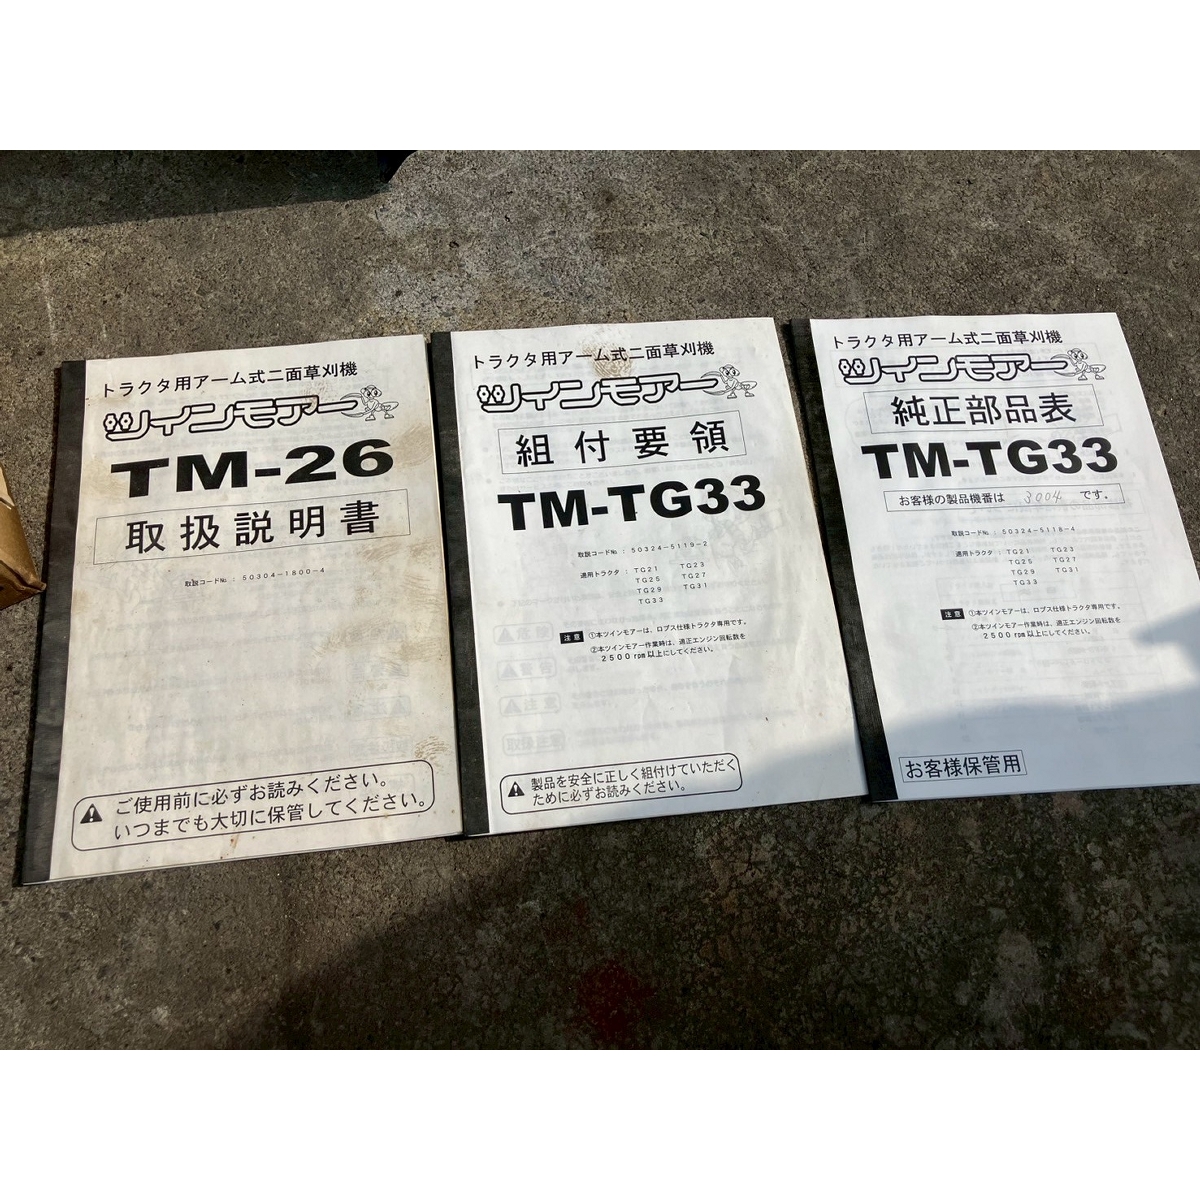 トラクタ用アーム式二面草刈機
ツインモアー
TM-26
取扱説明書
取説コード№ : 50304-1800-4
ご使用前に必ずお読みください。
いつまでも大切に保管してください。
トラクタ用アーム式二面草刈機
ツインモアー
組付要領
TM-TG33
取説コード№ : 50324-5119-2
適用トラクタ : TG21 TG23
TG25 TG27
TG29 TG31
TG33
注意 ①本ツインモアーは、ロプス仕様トラクタ専用です。
②本ツインモアー作業時は、適正エンジン回転数を
2500rpm以上にしてください。
製品を安全に正しく組付けていただく
ために必ずお読みください。
トラクタ用アーム式二面草刈機
ツインモアー
純正部品表
TM-TG33
お客様の製品機番は 3004 です。
取説コード№ : 50324-5118-4
適用トラクタ : TG21 TG23
TG25 TG27
TG29 TG31
TG33
注意 ①本ツインモアーは、ロプス仕様トラクタ専用です。
②本ツインモアー作業時は、適正エンジン回転数を
2500rpm以上にしてください。
お客様保管用